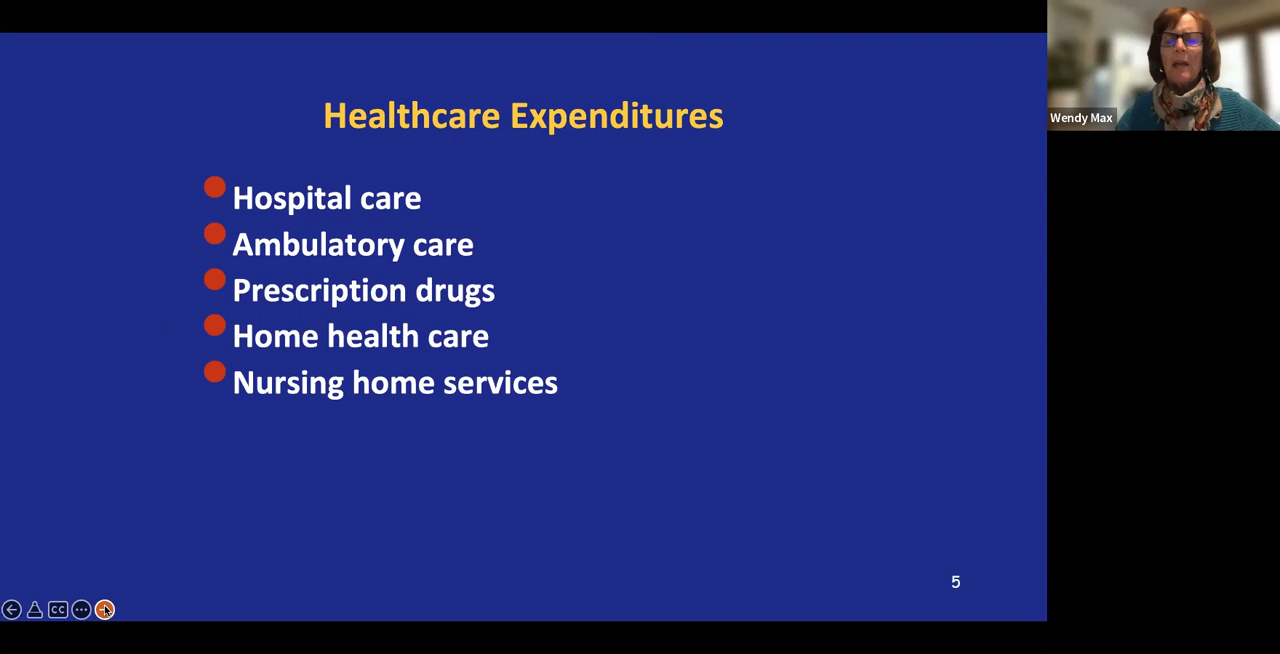 Healthcare Expenditures
Hospital care
Ambulatory care
Prescription drugs
Home health care
Nursing home services
5
CC
Wendy Max